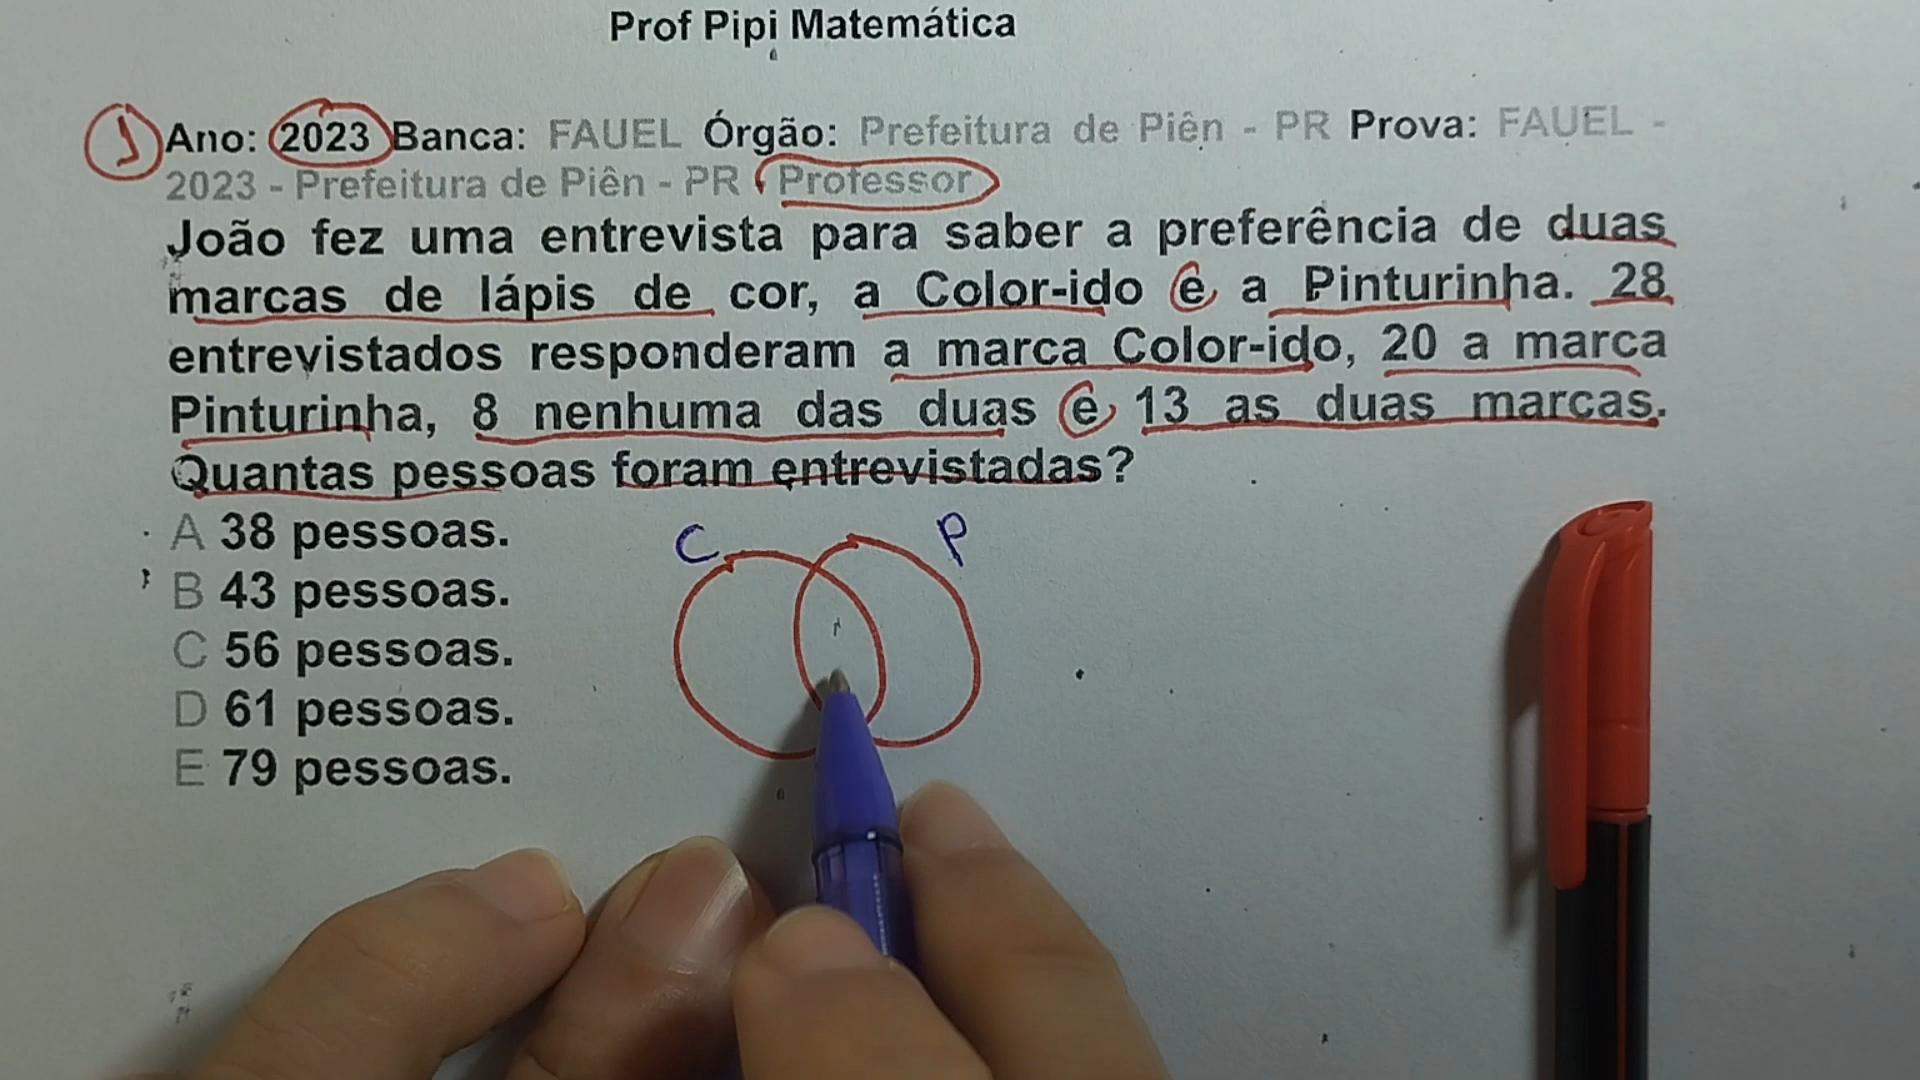 Prof Pipi Matemática
1 Ano: 2023 Banca: FAUEL Órgão: Prefeitura de Piên - PR Prova: FAUEL -
2023 - Prefeitura de Piên - PR - Professor
João fez uma entrevista para saber a preferência de duas
marcas de lápis de cor, a Color-ido e a Pinturinha. 28
entrevistados responderam a marca Color-ido, 20 a marca
Pinturinha, 8 nenhuma das duas e 13 as duas marcas.
Quantas pessoas foram entrevistadas?
A 38 pessoas.
B 43 pessoas.
C 56 pessoas.
D 61 pessoas.
E 79 pessoas.
C P